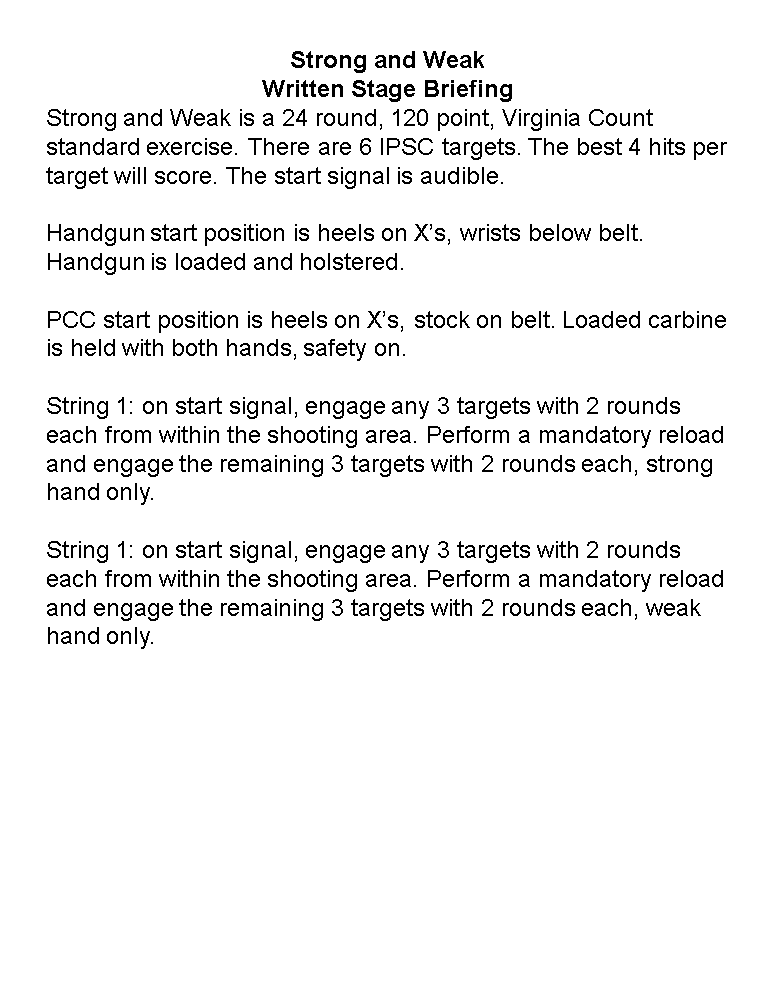 Strong and Weak
Written Stage Briefing
Strong and Weak is a 24 round, 120 point, Virginia Count
standard exercise. There are 6 IPSC targets. The best 4 hits per
target will score. The start signal is audible.
Handgun start position is heels on X’s, wrists below belt.
Handgun is loaded and holstered.
PCC start position is heels on X’s, stock on belt. Loaded carbine
is held with both hands, safety on.
String 1: on start signal, engage any 3 targets with 2 rounds
each from within the shooting area. Perform a mandatory reload
and engage the remaining 3 targets with 2 rounds each, strong
hand only.
String 1: on start signal, engage any 3 targets with 2 rounds
each from within the shooting area. Perform a mandatory reload
and engage the remaining 3 targets with 2 rounds each, weak
hand only.